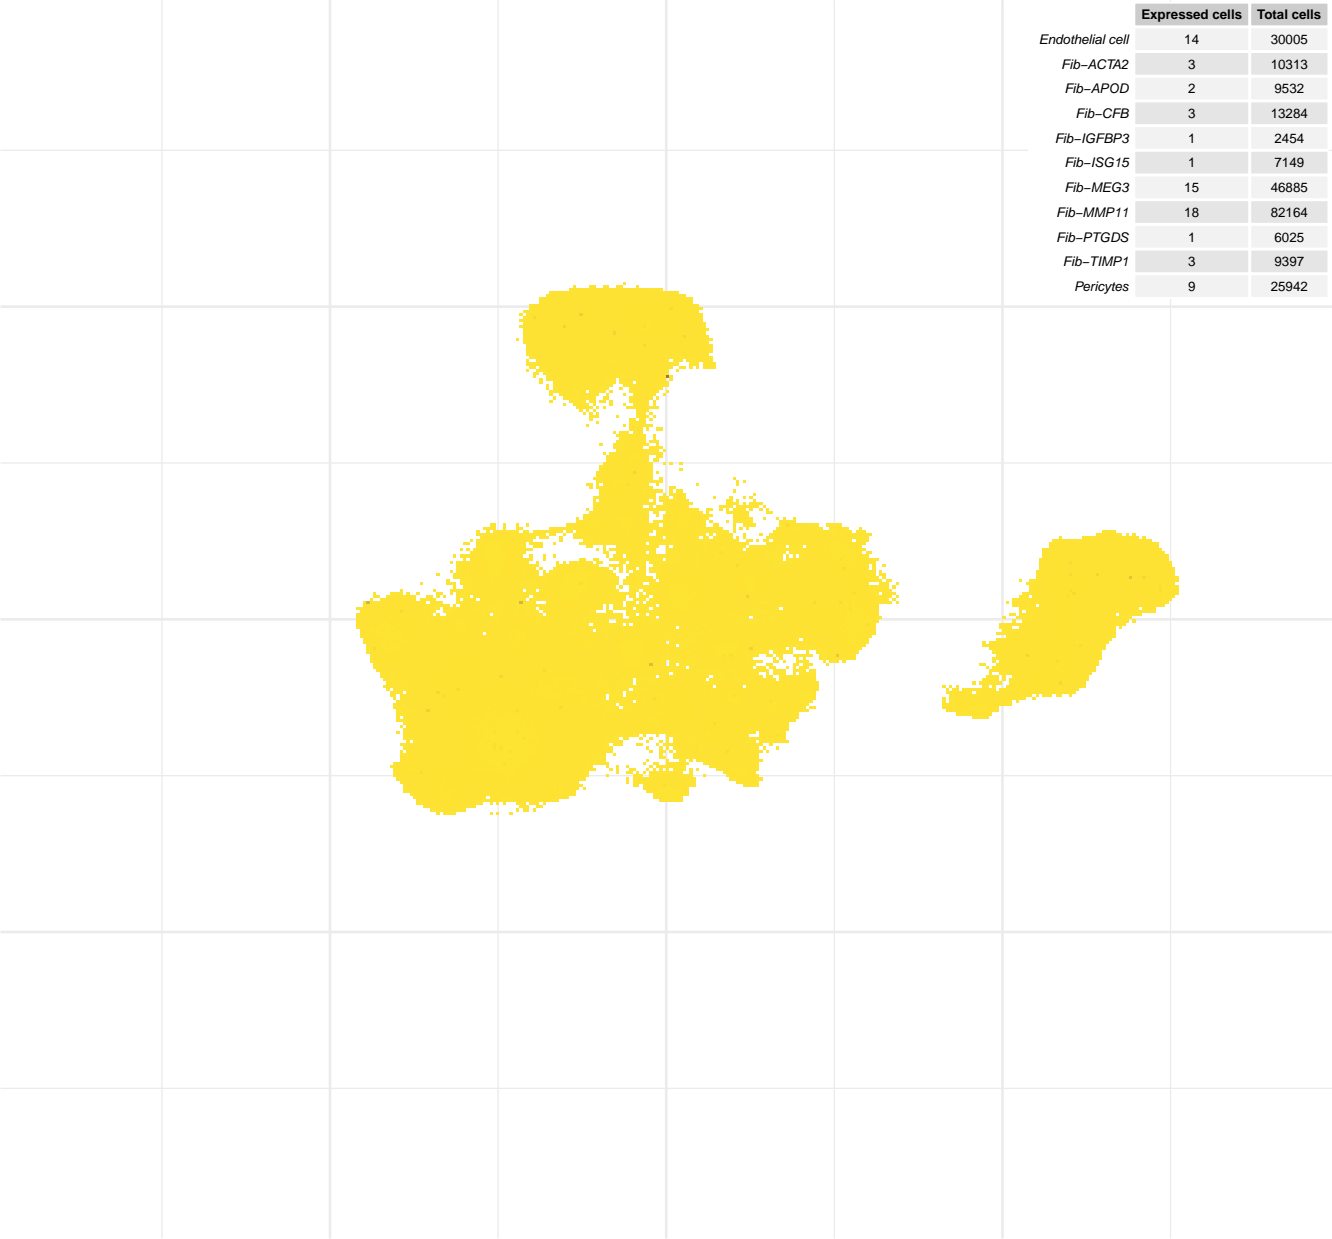 Expressed cells Total cells
Endothelial cell 14 30005
Fib−ACTA2 3 10313
Fib−APOD 2 9532
Fib−CFB 3 13284
Fib−IGFBP3 1 2454
Fib−ISG15 1 7149
Fib−MEG3 15 46885
Fib−MMP11 18 82164
Fib−PTGDS 1 6025
Fib−TIMP1 3 9397
Pericytes 9 25942